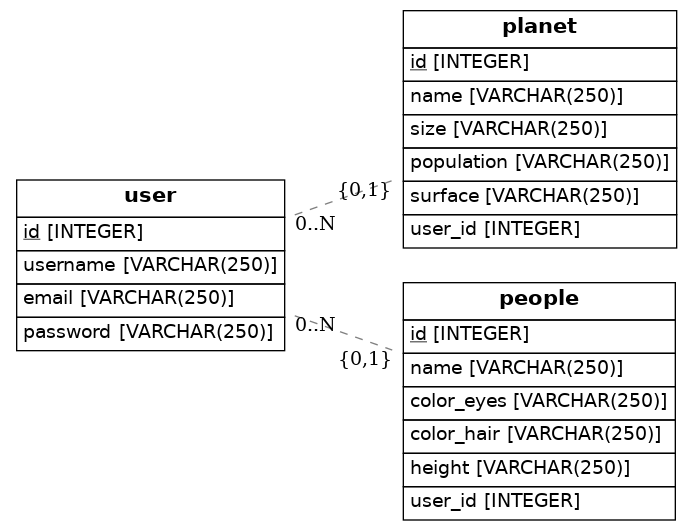 planet
id [INTEGER]
name [VARCHAR(250)]
size [VARCHAR(250)]
population [VARCHAR(250)]
surface [VARCHAR(250)]
user_id [INTEGER]
user
id [INTEGER]
username [VARCHAR(250)]
email [VARCHAR(250)]
password [VARCHAR(250)]
{0,1}
0..N
0..N
{0,1}
people
id [INTEGER]
name [VARCHAR(250)]
color_eyes [VARCHAR(250)]
color_hair [VARCHAR(250)]
height [VARCHAR(250)]
user_id [INTEGER]